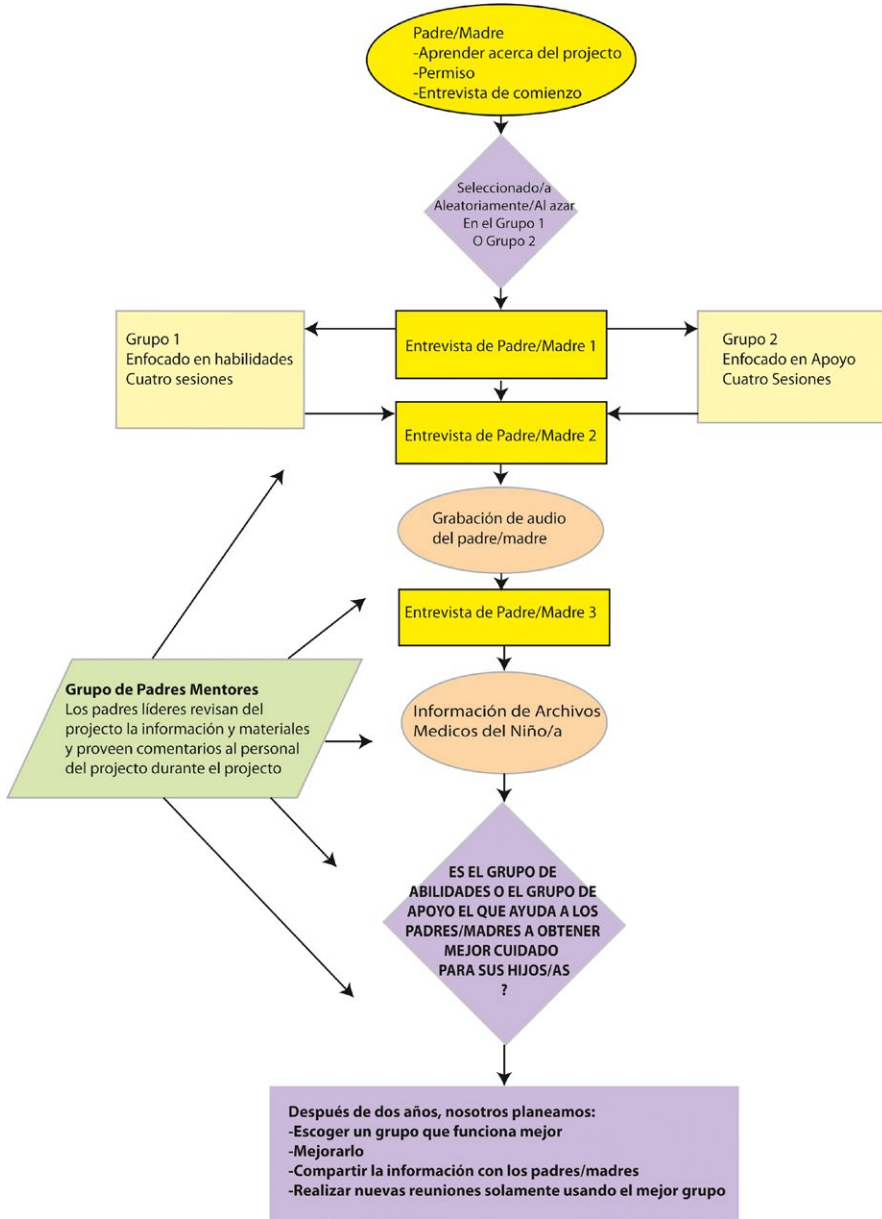 Padre/Madre
-Aprender acerca del projecto
-Permiso
-Entrevista de comienzo
Seleccionado/a
Aleatoriamente/Al azar
En el Grupo 1
O Grupo 2
Grupo 1
Enfocado en habilidades
Cuatro sesiones
Entrevista de Padre/Madre 1
Grupo 2
Enfocado en Apoyo
Cuatro Sesiones
Entrevista de Padre/Madre 2
Grabación de audio
del padre/madre
Entrevista de Padre/Madre 3
Grupo de Padres Mentores
Los padres líderes revisan del
projecto la información y materiales
y proveen comentarios al personal
del projecto durante el projecto
Información de Archivos
Medicos del Niño/a
ES EL GRUPO DE
ABILIDADES O EL GRUPO DE
APOYO EL QUE AYUDA A LOS
PADRES/MADRES A OBTENER
MEJOR CUIDADO
PARA SUS HIJOS/AS
?
Después de dos años, nosotros planeamos:
-Escoger un grupo que funciona mejor
-Mejorarlo
-Compartir la información con los padres/madres
-Realizar nuevas reuniones solamente usando el mejor grupo